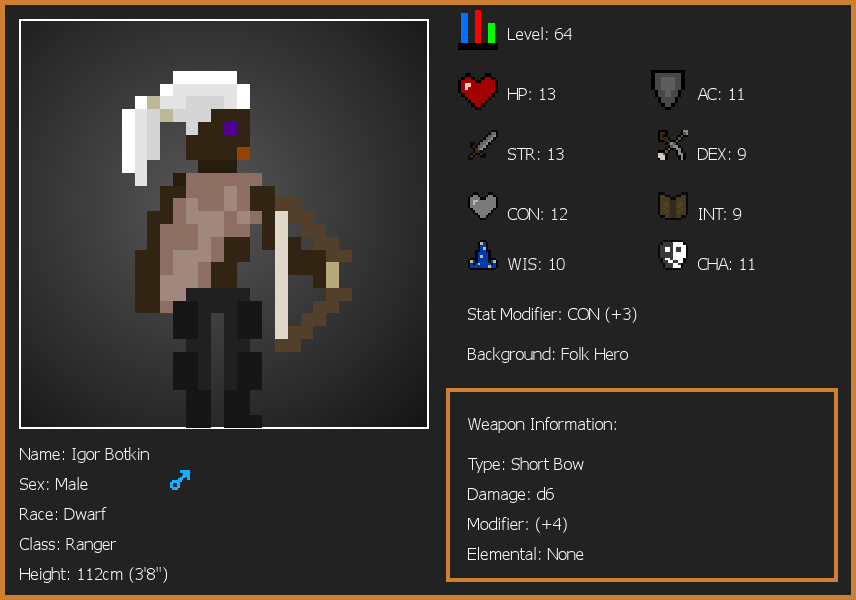 Level: 64
HP: 13
AC: 11
STR: 13
DEX: 9
CON: 12
INT: 9
WIS: 10
CHA: 11
Stat Modifier: CON (+3)
Background: Folk Hero
Weapon Information:
Type: Short Bow
Damage: d6
Modifier: (+4)
Elemental: None
Name: Igor Botkin
Sex: Male
Race: Dwarf
Class: Ranger
Height: 112cm (3'8")